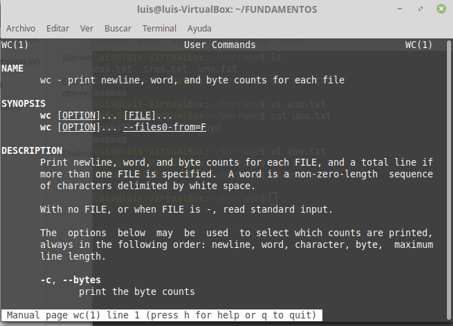 luis@luis-VirtualBox: ~/FUNDAMENTOS
Archivo Editar Ver Buscar Terminal Ayuda
WC(1) User Commands WC(1)
NAME
wc - print newline, word, and byte counts for each file
SYNOPSIS
wc [OPTION]... [FILE]...
wc [OPTION]... --files0-from=F
DESCRIPTION
Print newline, word, and byte counts for each FILE, and a total line if
more than one FILE is specified. A word is a non-zero-length sequence
of characters delimited by white space.
With no FILE, or when FILE is -, read standard input.
The options below may be used to select which counts are printed,
always in the following order: newline, word, character, byte, maximum
line length.
-c, --bytes
print the byte counts
Manual page wc(1) line 1 (press h for help or q to quit)